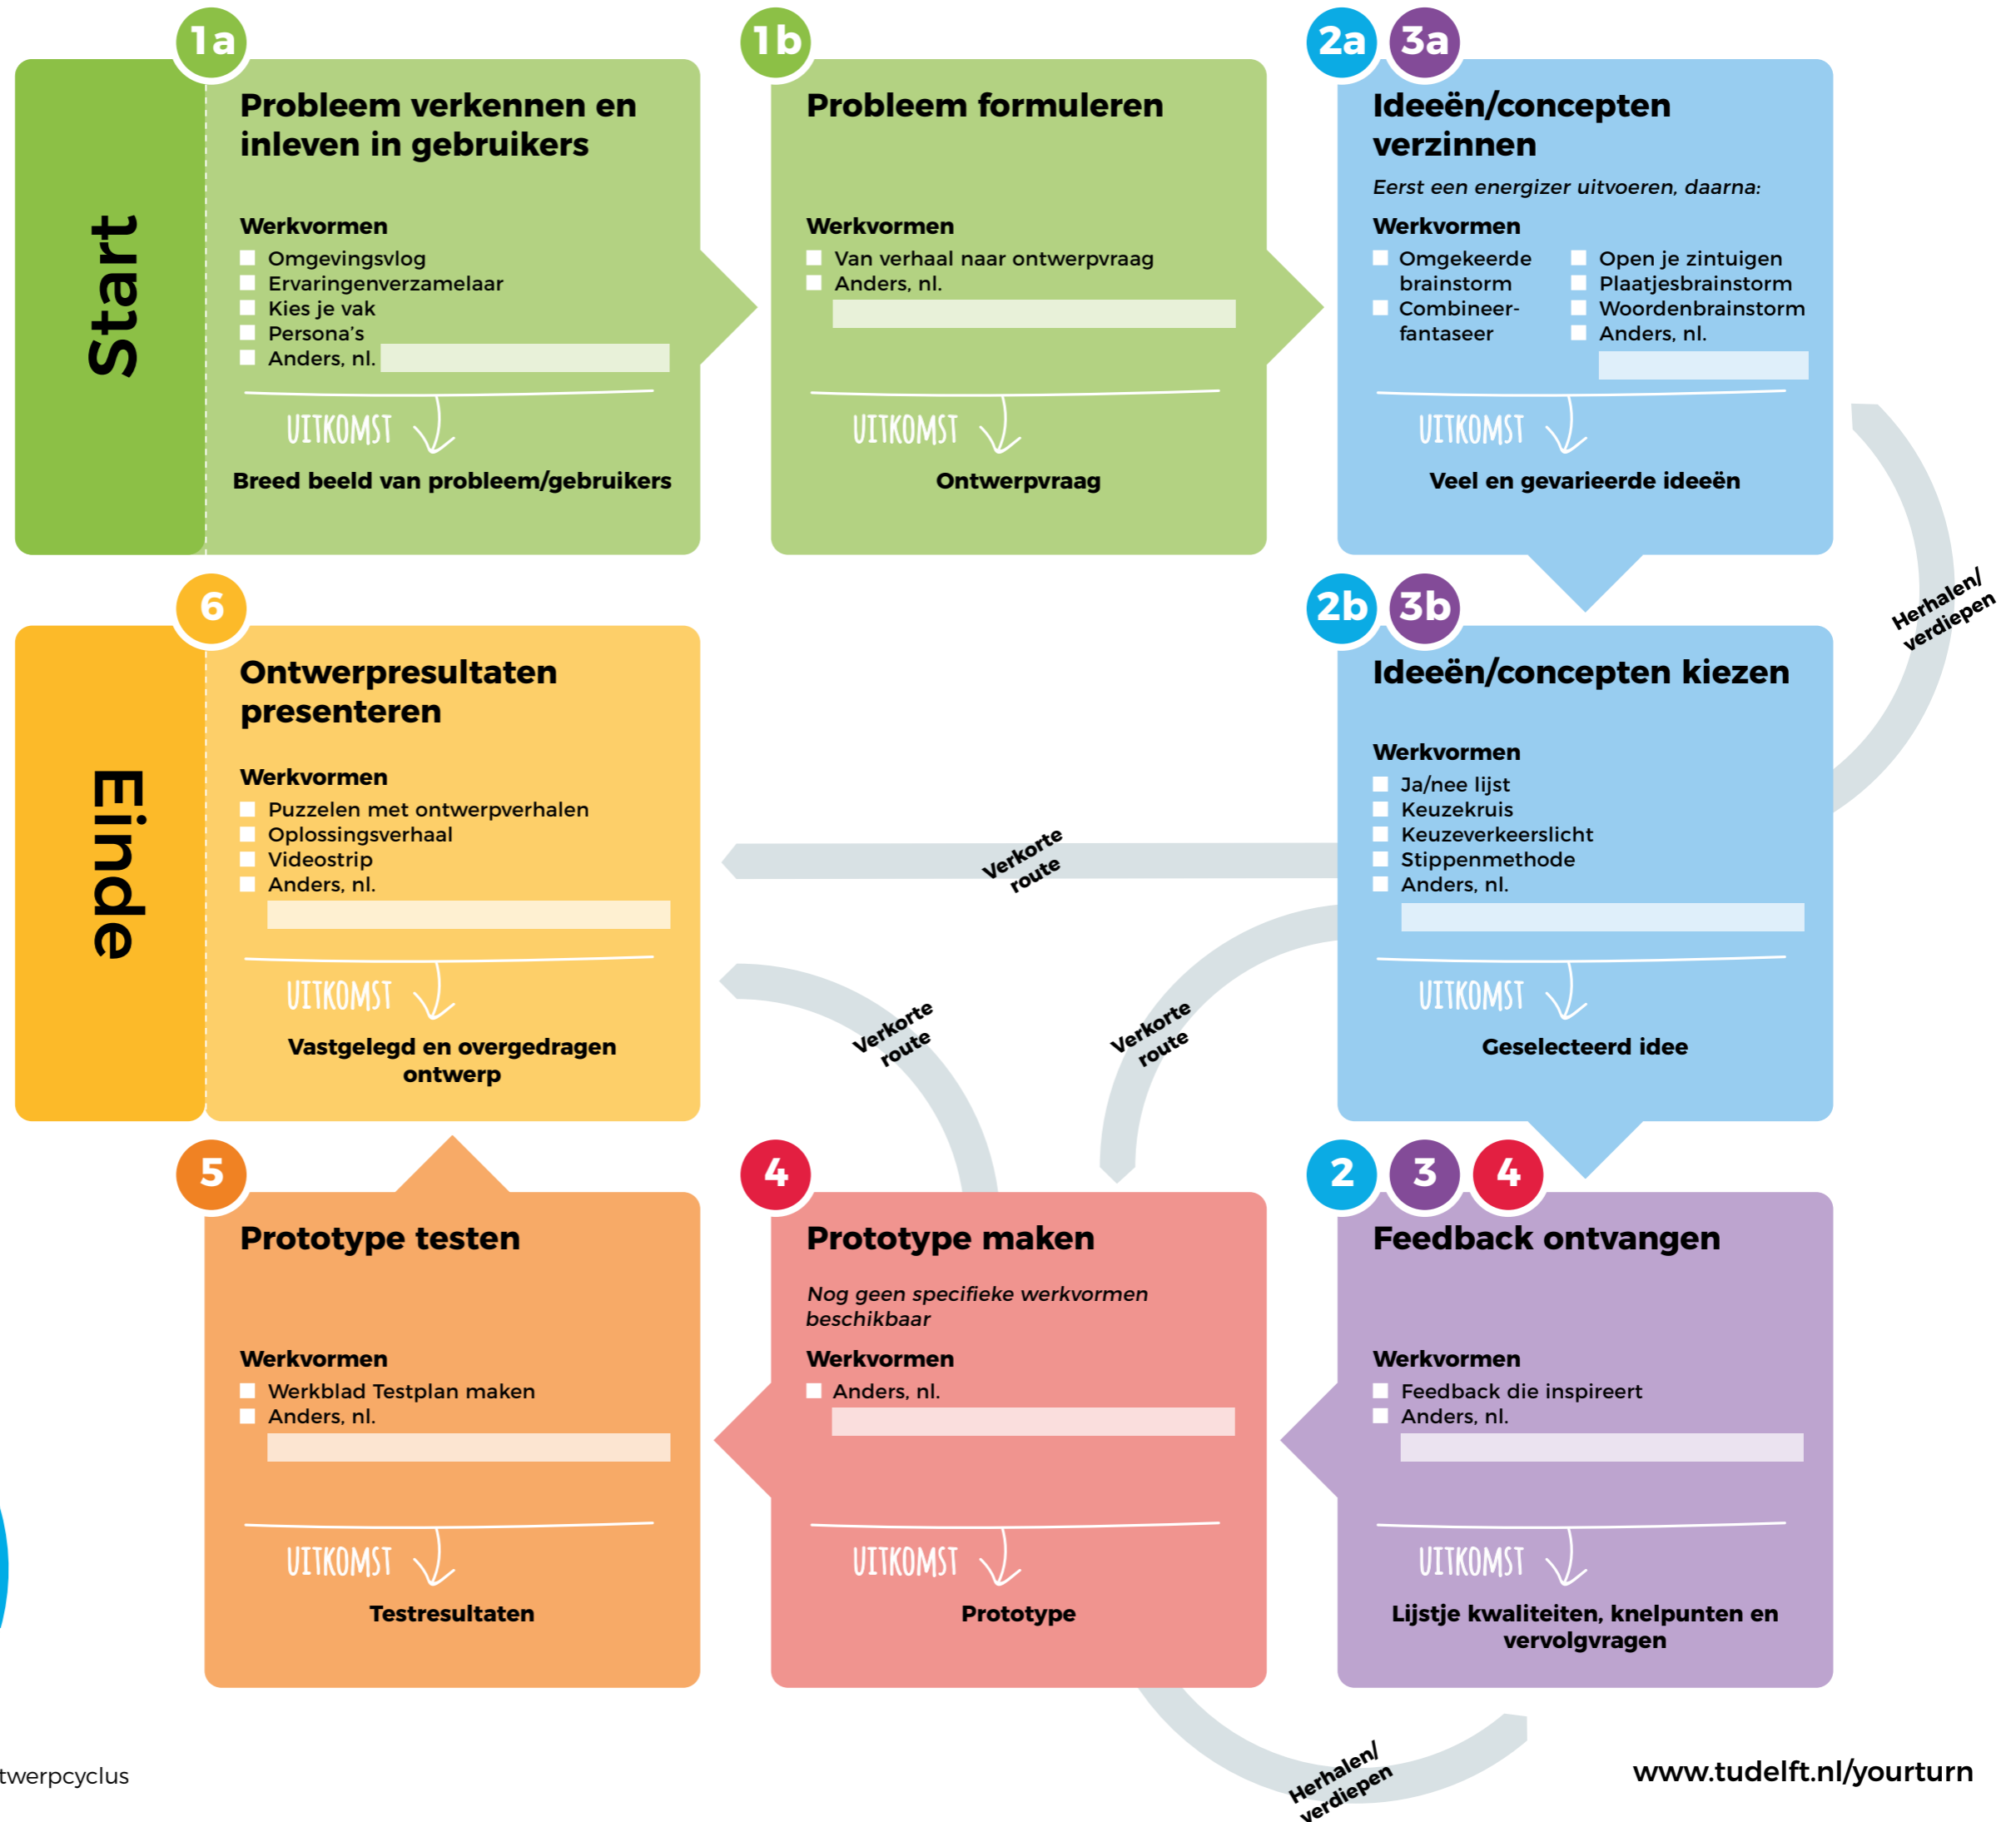 1a
Start
Probleem verkennen en
inleven in gebruikers
Werkvormen
Omgevingsvlog
Ervaringenverzamelaar
Kies je vak
Persona's
Anders, nl.
UITKOMST
Breed beeld van probleem/gebruikers
1b
Probleem formuleren
Werkvormen
Van verhaal naar ontwerpvraag
Anders, nl.
UITKOMST
Ontwerpvraag
2a 3a
Ideeën/concepten
verzinnen
Eerst een energizer uitvoeren, daarna:
Werkvormen
Omgekeerde
brainstorm
Combineer-
fantaseer
Open je zintuigen
Plaatjesbrainstorm
Woordenbrainstorm
Anders, nl.
UITKOMST
Veel en gevarieerde ideeën
Herhalen/
verdiepen
2b 3b
Ideeën/concepten kiezen
Werkvormen
Ja/nee lijst
Keuzekruis
Keuzeverkeerslicht
Stippenmethode
Anders, nl.
UITKOMST
Geselecteerd idee
Verkorte
route
Verkorte
route
Verkorte
route
6
Einde
Ontwerpresultaten
presenteren
Werkvormen
Puzzelen met ontwerpverhalen
Oplossingsverhaal
Videostrip
Anders, nl.
UITKOMST
Vastgelegd en overgedragen
ontwerp
5
Prototype testen
Werkvormen
Werkblad Testplan maken
Anders, nl.
UITKOMST
Testresultaten
4
Prototype maken
Nog geen specifieke werkvormen
beschikbaar
Werkvormen
Anders, nl.
UITKOMST
Prototype
2 3 4
Feedback ontvangen
Werkvormen
Feedback die inspireert
Anders, nl.
UITKOMST
Lijstje kwaliteiten, knelpunten en
vervolgvragen
Herhalen/
verdiepen
twerpcyclus
www.tudelft.nl/yourturn